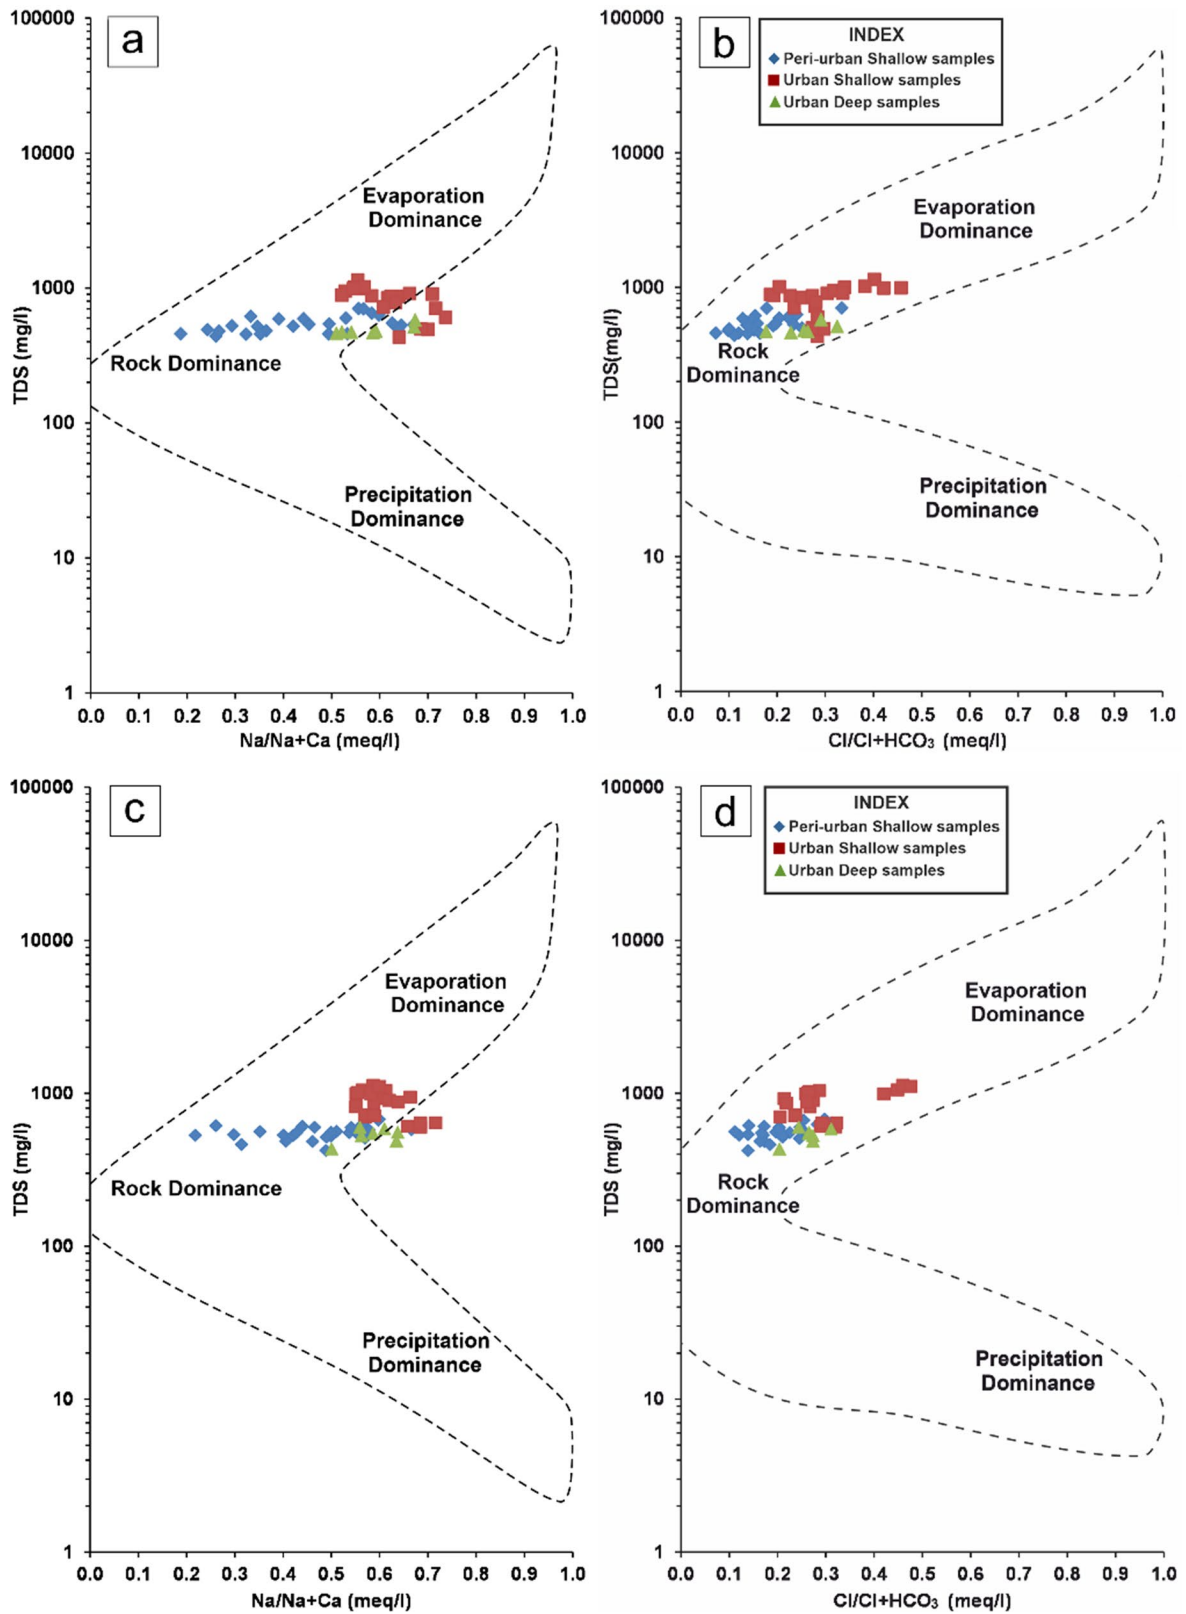 a
100000
10000
1000
100
10
1
TDS (mg/l)
Evaporation
Dominance
Rock Dominance
Precipitation
Dominance
0.0 0.1 0.2 0.3 0.4 0.5 0.6 0.7 0.8 0.9 1.0
Na/Na+Ca (meq/l)
b
INDEX
Peri-urban Shallow samples
Urban Shallow samples
Urban Deep samples
100000
10000
1000
100
10
1
TDS(mg/l)
Evaporation
Dominance
Rock
Dominance
Precipitation
Dominance
0.0 0.1 0.2 0.3 0.4 0.5 0.6 0.7 0.8 0.9 1.0
Cl/Cl+HCO₃ (meq/l)
c
100000
10000
1000
100
10
1
TDS (mg/l)
Evaporation
Dominance
Rock Dominance
Precipitation
Dominance
0.0 0.1 0.2 0.3 0.4 0.5 0.6 0.7 0.8 0.9 1.0
Na/Na+Ca (meq/l)
d
INDEX
Peri-urban Shallow samples
Urban Shallow samples
Urban Deep samples
100000
10000
1000
100
10
1
TDS (mg/l)
Evaporation
Dominance
Rock
Dominance
Precipitation
Dominance
0.0 0.1 0.2 0.3 0.4 0.5 0.6 0.7 0.8 0.9 1.0
Cl/Cl+HCO₃ (meq/l)